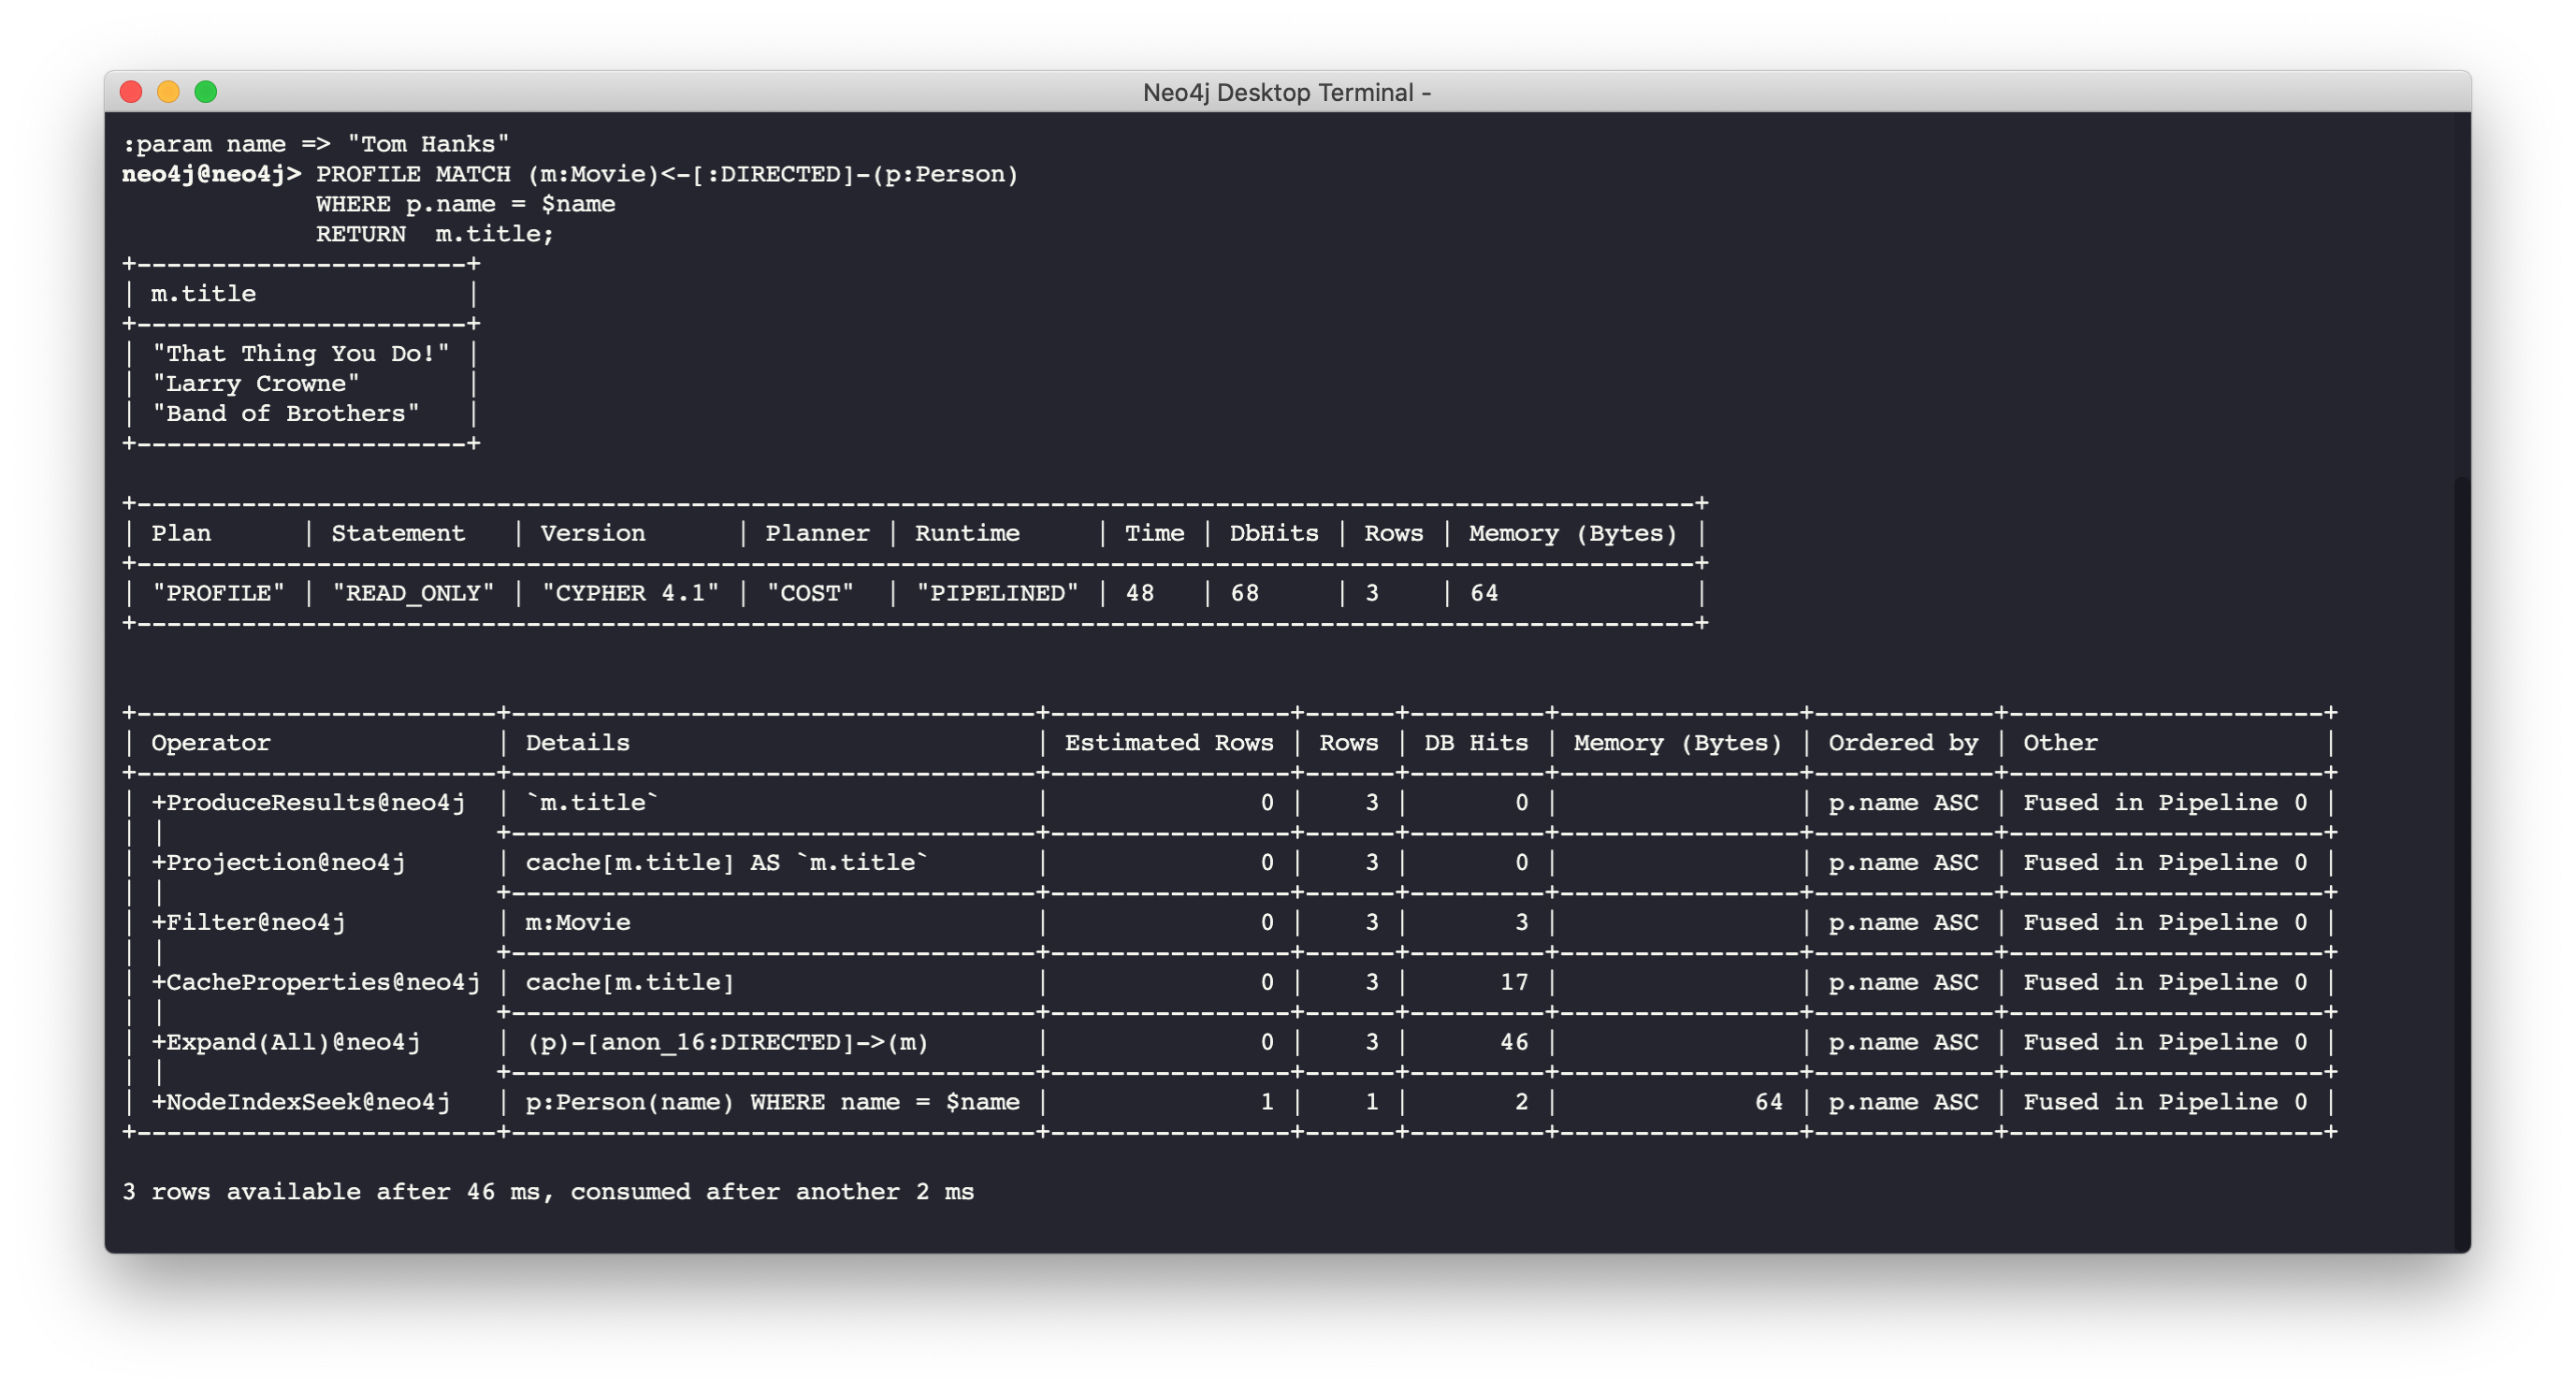 Neo4j Desktop Terminal -
:param name => "Tom Hanks"
neo4j@neo4j> PROFILE MATCH (m:Movie)<-[:DIRECTED]-(p:Person)
             WHERE p.name = $name
             RETURN  m.title;
+----------------------+
| m.title              |
+----------------------+
| "That Thing You Do!" |
| "Larry Crowne"       |
| "Band of Brothers"   |
+----------------------+

+--------------------------------------------------------------------------------------------------------+
| Plan      | Statement   | Version      | Planner | Runtime     | Time | DbHits | Rows | Memory (Bytes) |
+--------------------------------------------------------------------------------------------------------+
| "PROFILE" | "READ_ONLY" | "CYPHER 4.1" | "COST"  | "PIPELINED" | 48   | 68     | 3    | 64             |
+--------------------------------------------------------------------------------------------------------+

+------------------------+-----------------------------------+----------------+------+---------+----------------+------------+---------------------+
| Operator               | Details                           | Estimated Rows | Rows | DB Hits | Memory (Bytes) | Ordered by | Other               |
+------------------------+-----------------------------------+----------------+------+---------+----------------+------------+---------------------+
| +ProduceResults@neo4j  | `m.title`                         |              0 |    3 |       0 |                | p.name ASC | Fused in Pipeline 0 |
| |                      +-----------------------------------+----------------+------+---------+----------------+------------+---------------------+
| +Projection@neo4j      | cache[m.title] AS `m.title`       |              0 |    3 |       0 |                | p.name ASC | Fused in Pipeline 0 |
| |                      +-----------------------------------+----------------+------+---------+----------------+------------+---------------------+
| +Filter@neo4j          | m:Movie                           |              0 |    3 |       3 |                | p.name ASC | Fused in Pipeline 0 |
| |                      +-----------------------------------+----------------+------+---------+----------------+------------+---------------------+
| +CacheProperties@neo4j | cache[m.title]                    |              0 |    3 |      17 |                | p.name ASC | Fused in Pipeline 0 |
| |                      +-----------------------------------+----------------+------+---------+----------------+------------+---------------------+
| +Expand(All)@neo4j     | (p)-[anon_16:DIRECTED]->(m)       |              0 |    3 |      46 |                | p.name ASC | Fused in Pipeline 0 |
| |                      +-----------------------------------+----------------+------+---------+----------------+------------+---------------------+
| +NodeIndexSeek@neo4j   | p:Person(name) WHERE name = $name |              1 |    1 |       2 |             64 | p.name ASC | Fused in Pipeline 0 |
+------------------------+-----------------------------------+----------------+------+---------+----------------+------------+---------------------+

3 rows available after 46 ms, consumed after another 2 ms